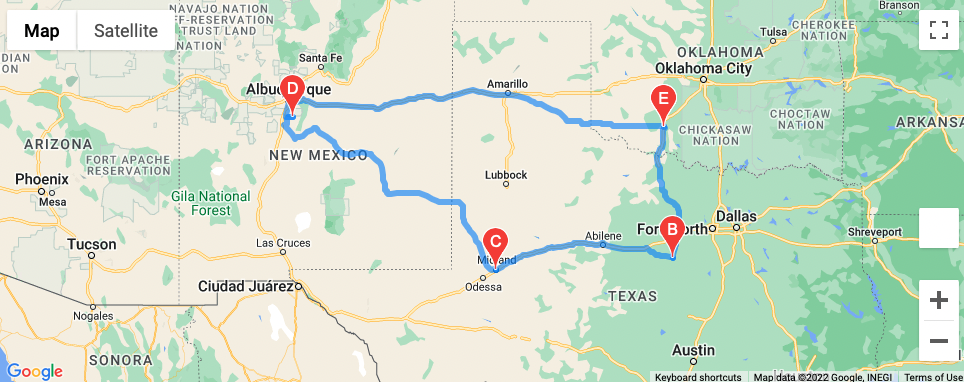 NAVAJO NATION
OFF-RESERVATION
TRUST LAND
NATION
Branson
Map
Satellite
CHEROKEE
NATION
Tulsa
OKLAHOMA
Oklahoma City
Santa Fe
Albuquerque
D
Amarillo
E
CHOCTAW
NATION
CHICKASAW
NATION
ARKANSA
ARIZONA
FORT APACHE
RESERVATION
NEW MEXICO
Phoenix
Mesa
Gila National
Forest
Lubbock
Dallas
Fort Worth
B
Shreveport
Tucson
Las Cruces
C
Midland
Abilene
Odessa
Ciudad Juárez
TEXAS
Nogales
SONORA
Austin
Google
Keyboard shortcuts
Map data ©2022 Google, INEGI
Terms of Use